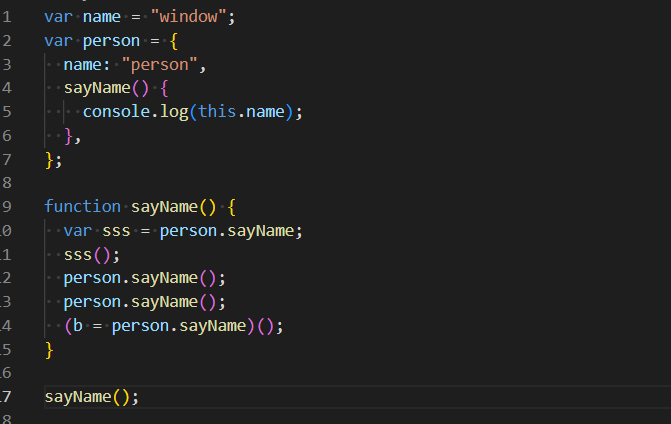 1 var name = "window";
2 var person = {
3 name: "person",
4 sayName() {
5 console.log(this.name);
6 },
7 };
8
9 function sayName() {
0 var sss = person.sayName;
1 sss();
2 person.sayName();
3 person.sayName();
4 (b = person.sayName)();
5 }
6
7 sayName();
8